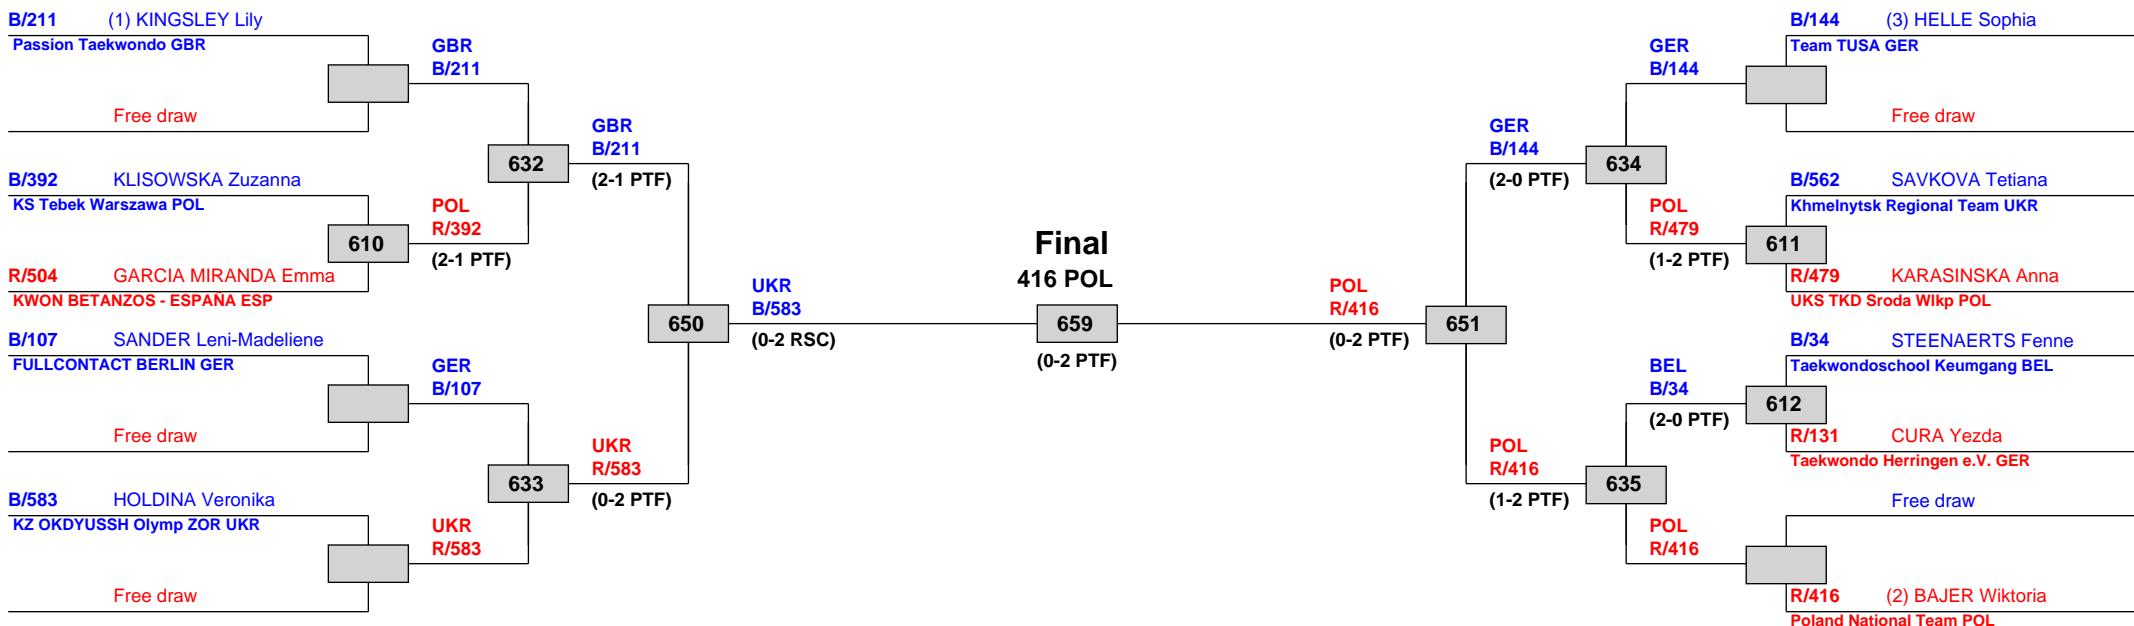 B/211 (1) KINGSLEY Lily
Passion Taekwondo GBR
Free draw
B/392 KLISOWSKA Zuzanna
KS Tebek Warszawa POL
610
R/504 GARCIA MIRANDA Emma
KWON BETANZOS - ESPAÑA ESP
B/107 SANDER Leni-Madeliene
FULLCONTACT BERLIN GER
Free draw
B/583 HOLDINA Veronika
KZ OKDYUSSH Olymp ZOR UKR
Free draw
GBR
B/211
632
POL
R/392
(2-1 PTF)
GER
B/107
633
UKR
R/583
GBR
B/211
(2-1 PTF)
650
UKR
R/583
(0-2 PTF)
UKR
B/583
(0-2 RSC)
Final
416 POL
659
(0-2 PTF)
POL
R/416
(0-2 PTF)
651
GER
B/144
(2-0 PTF)
634
POL
R/416
(1-2 PTF)
635
GER
B/144
POL
R/479
(1-2 PTF)
BEL
B/34
(2-0 PTF)
POL
R/416
B/144 (3) HELLE Sophia
Team TUSA GER
Free draw
B/562 SAVKOVA Tetiana
Khmelnytsk Regional Team UKR
611
R/479 KARASINSKA Anna
UKS TKD Sroda Wlkp POL
B/34 STEENAERTS Fenne
Taekwondoschool Keumgang BEL
612
R/131 CURA Yezda
Taekwondo Herringen e.V. GER
Free draw
R/416 (2) BAJER Wiktoria
Poland National Team POL